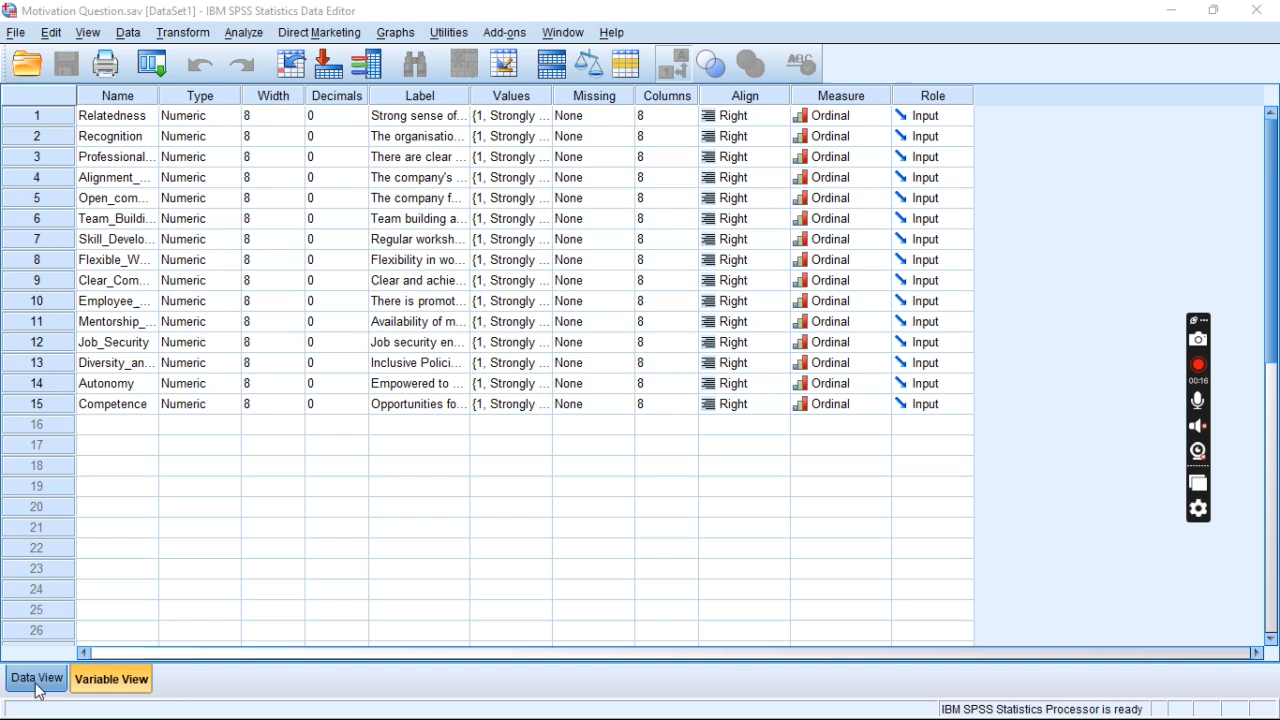 Motivation Question.sav [DataSet1] - IBM SPSS Statistics Data Editor
File Edit View Data Transform Analyze Direct Marketing Graphs Utilities Add-ons Window Help
Name Type Width Decimals Label Values Missing Columns Align Measure Role
1 Relatedness Numeric 8 0 Strong sense of... {1, Strongly ... None 8 Right Ordinal Input
2 Recognition Numeric 8 0 The organisatio... {1, Strongly ... None 8 Right Ordinal Input
3 Professional... Numeric 8 0 There are clear ... {1, Strongly ... None 8 Right Ordinal Input
4 Alignment_... Numeric 8 0 The company's ... {1, Strongly ... None 8 Right Ordinal Input
5 Open_com... Numeric 8 0 The company f... {1, Strongly ... None 8 Right Ordinal Input
6 Team_Buildi... Numeric 8 0 Team building a... {1, Strongly ... None 8 Right Ordinal Input
7 Skill_Develo... Numeric 8 0 Regular worksh... {1, Strongly ... None 8 Right Ordinal Input
8 Flexible_W... Numeric 8 0 Flexibility in wo... {1, Strongly ... None 8 Right Ordinal Input
9 Clear_Com... Numeric 8 0 Clear and achie... {1, Strongly ... None 8 Right Ordinal Input
10 Employee_... Numeric 8 0 There is promot... {1, Strongly ... None 8 Right Ordinal Input
11 Mentorship_... Numeric 8 0 Availability of m... {1, Strongly ... None 8 Right Ordinal Input
12 Job_Security Numeric 8 0 Job security en... {1, Strongly ... None 8 Right Ordinal Input
13 Diversity_an... Numeric 8 0 Inclusive Polici... {1, Strongly ... None 8 Right Ordinal Input
14 Autonomy Numeric 8 0 Empowered to ... {1, Strongly ... None 8 Right Ordinal Input
15 Competence Numeric 8 0 Opportunities fo... {1, Strongly ... None 8 Right Ordinal Input
16
17
18
19
20
21
22
23
24
25
26
00:16
Data View Variable View
IBM SPSS Statistics Processor is ready